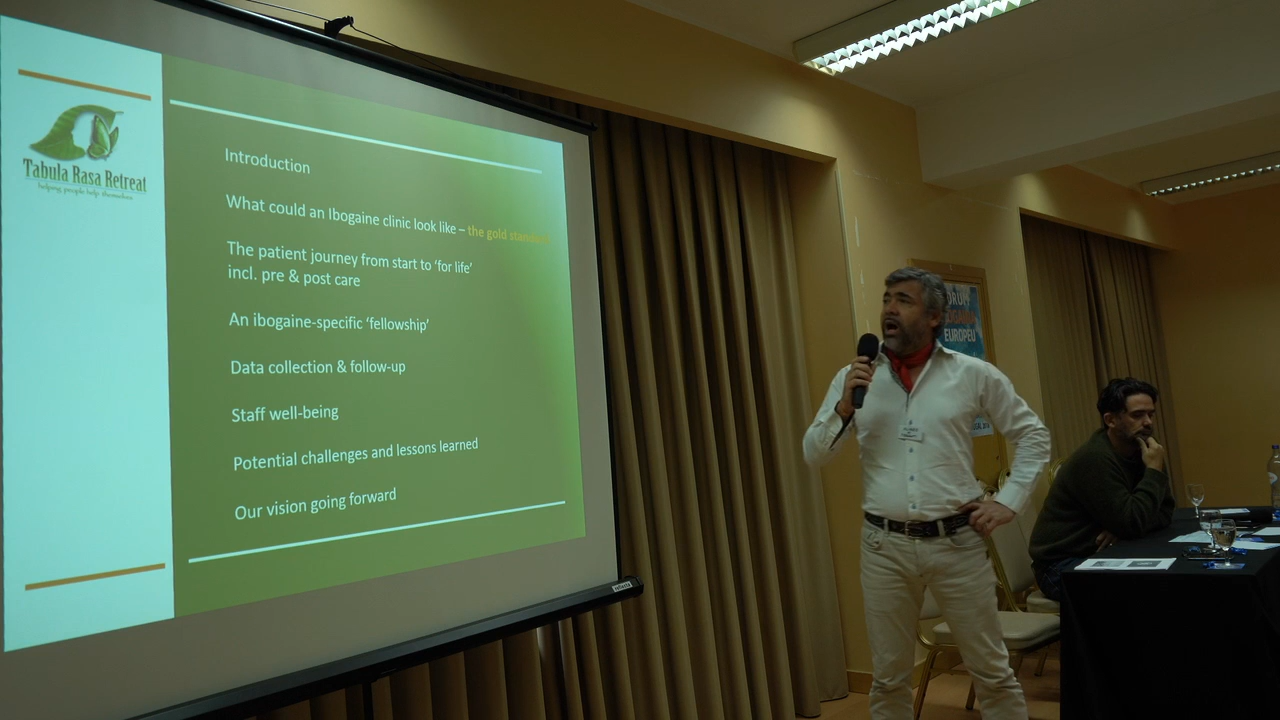 Tabula Rasa Retreat
helping people help themselves
Introduction
What could an Ibogaine clinic look like – the gold standard
The patient journey from start to ‘for life’
incl. pre & post care
An ibogaine-specific ‘fellowship’
Data collection & follow-up
Staff well-being
Potential challenges and lessons learned
Our vision going forward
EUROPEU